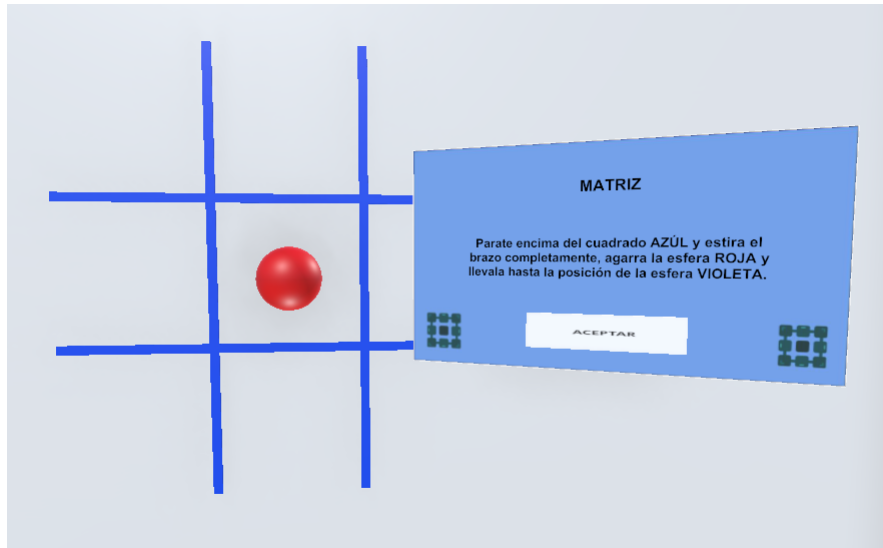 MATRIZ
Parate encima del cuadrado AZÚL y estira el
brazo completamente, agarra la esfera ROJA y
llevala hasta la posición de la esfera VIOLETA.
ACEPTAR